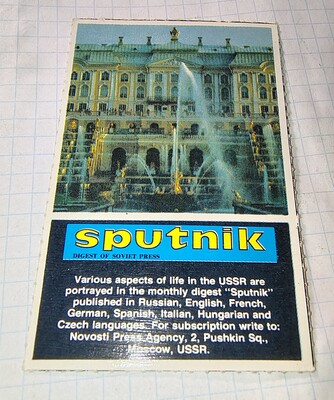 sputnik
DIGEST OF SOVIET PRESS
Various aspects of life in the USSR are
portrayed in the monthly digest "Sputnik"
published in Russian, English, French,
German, Spanish, Italian, Hungarian and
Czech languages. For subscription write to:
Novosti Press Agency, 2, Pushkin Sq.,
Moscow, USSR.